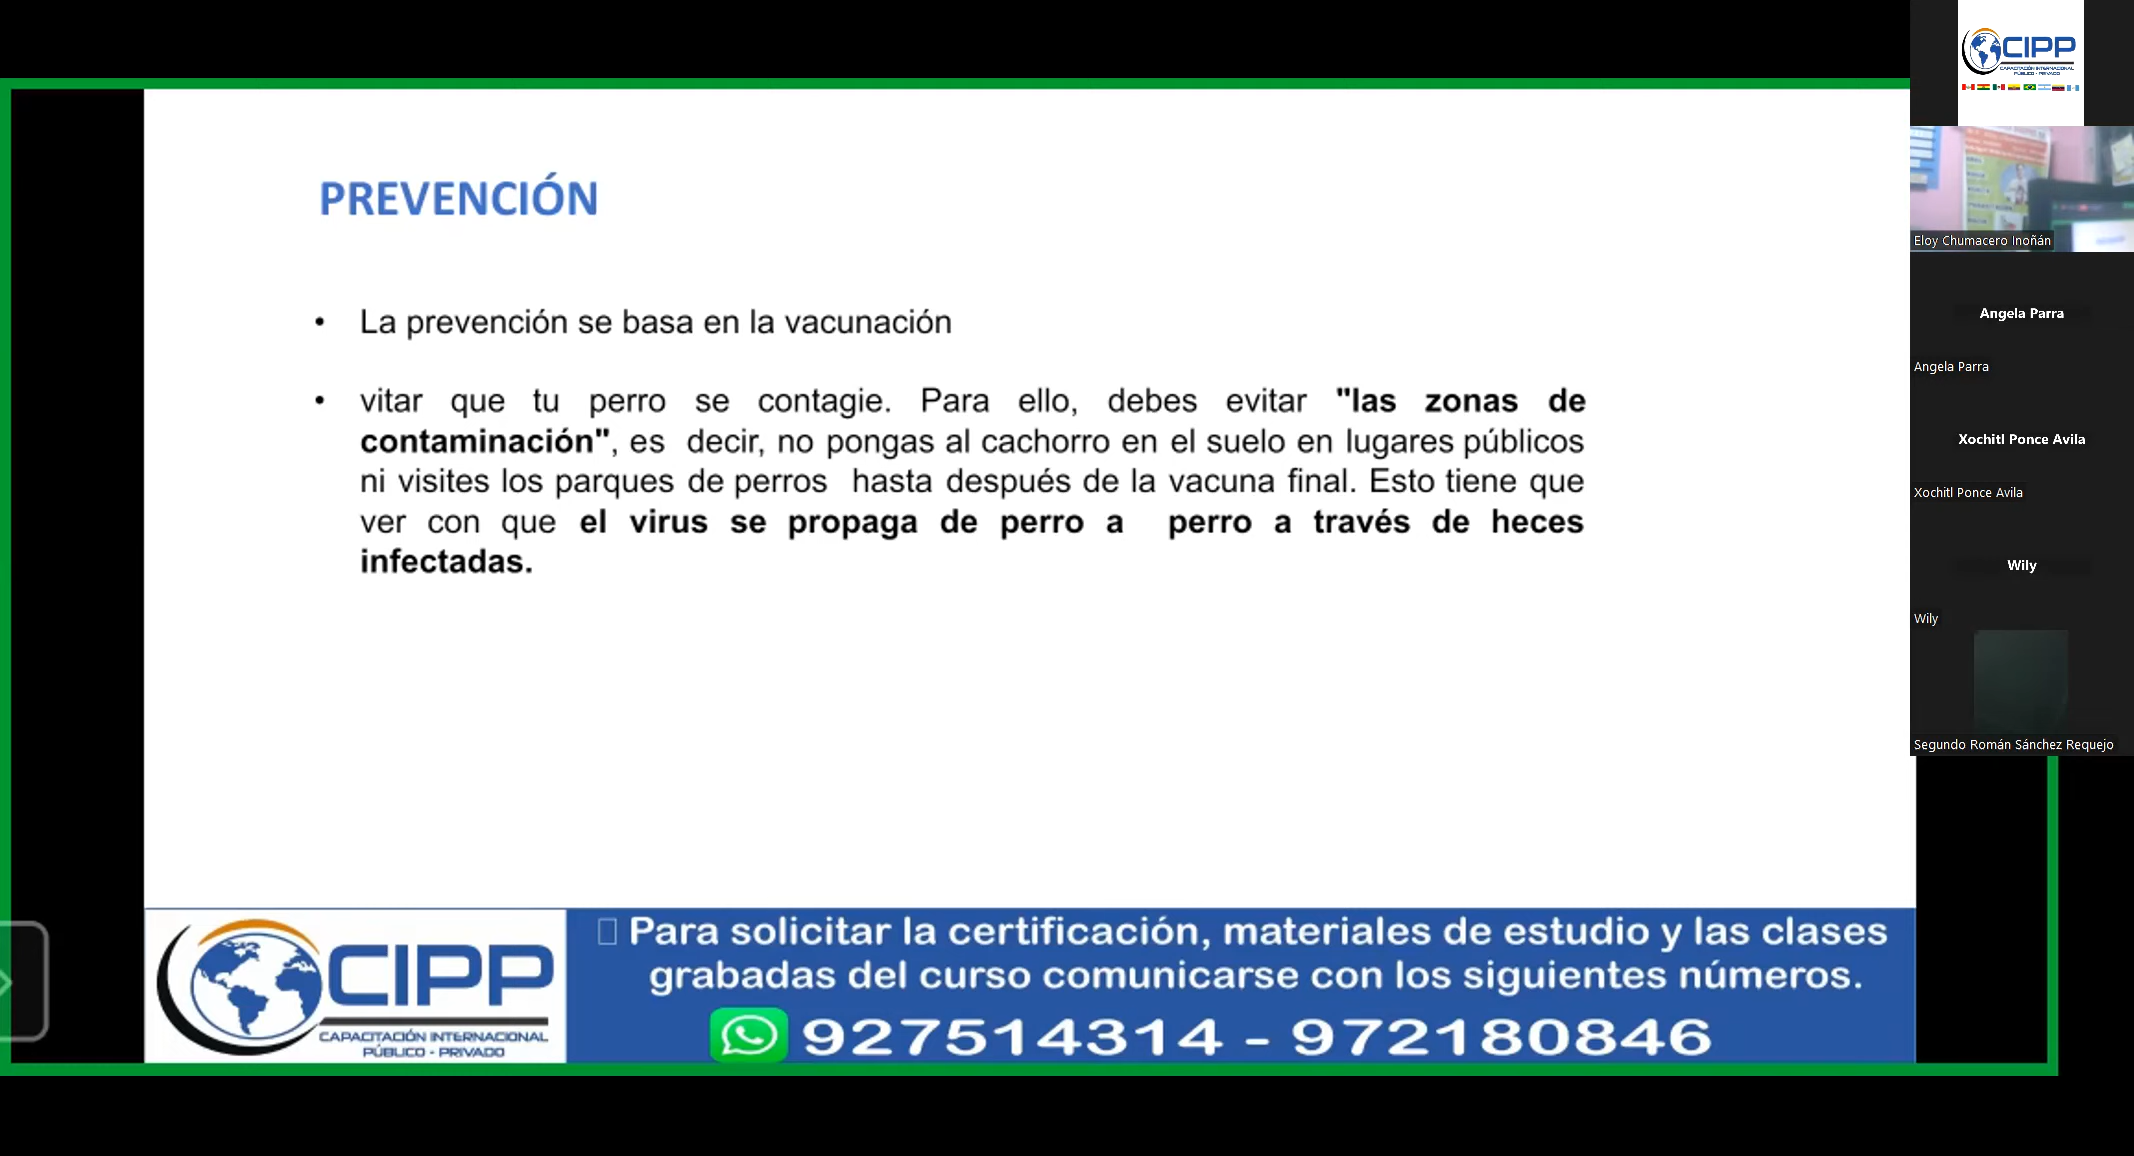 PREVENCIÓN
• La prevención se basa en la vacunación
• vitar que tu perro se contagie. Para ello, debes evitar "las zonas de
contaminación", es decir, no pongas al cachorro en el suelo en lugares públicos
ni visites los parques de perros hasta después de la vacuna final. Esto tiene que
ver con que el virus se propaga de perro a perro a través de heces
infectadas.
CIPP
CAPACITACIÓN INTERNACIONAL
PÚBLICO - PRIVADO
Para solicitar la certificación, materiales de estudio y las clases
grabadas del curso comunicarse con los siguientes números.
927514314 - 972180846
CIPP
CAPACITACIÓN INTERNACIONAL
PÚBLICO - PRIVADO
Eloy Chumacero Inoñán
Angela Parra
Angela Parra
Xochitl Ponce Avila
Xochitl Ponce Avila
Wily
Wily
Segundo Román Sánchez Requejo